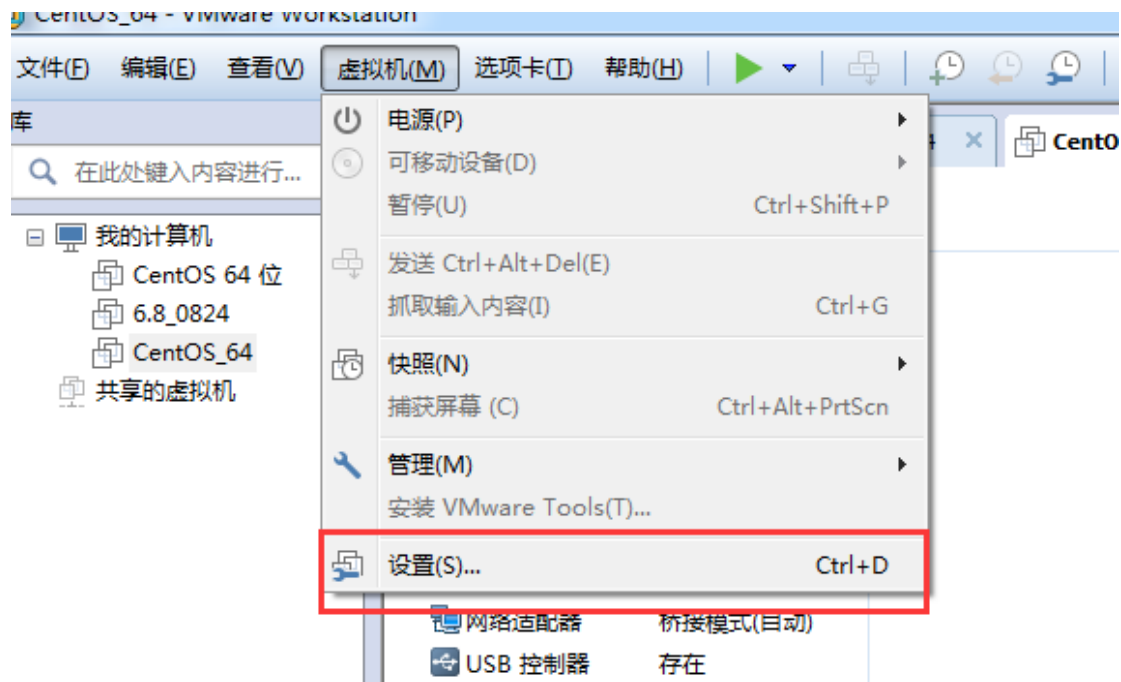 CentOS_64 - VMware Workstation
文件(F) 编辑(E) 查看(V) 虚拟机(M) 选项卡(T) 帮助(H)
库
在此处键入内容进行...
我的计算机
CentOS 64 位
6.8_0824
CentOS_64
共享的虚拟机
电源(P)
可移动设备(D)
暂停(U) Ctrl+Shift+P
发送 Ctrl+Alt+Del(E)
抓取输入内容(I) Ctrl+G
快照(N)
捕获屏幕 (C) Ctrl+Alt+PrtScn
管理(M)
安装 VMware Tools(T)...
设置(S)... Ctrl+D
CentO
网络适配器 桥接模式(自动)
USB 控制器 存在